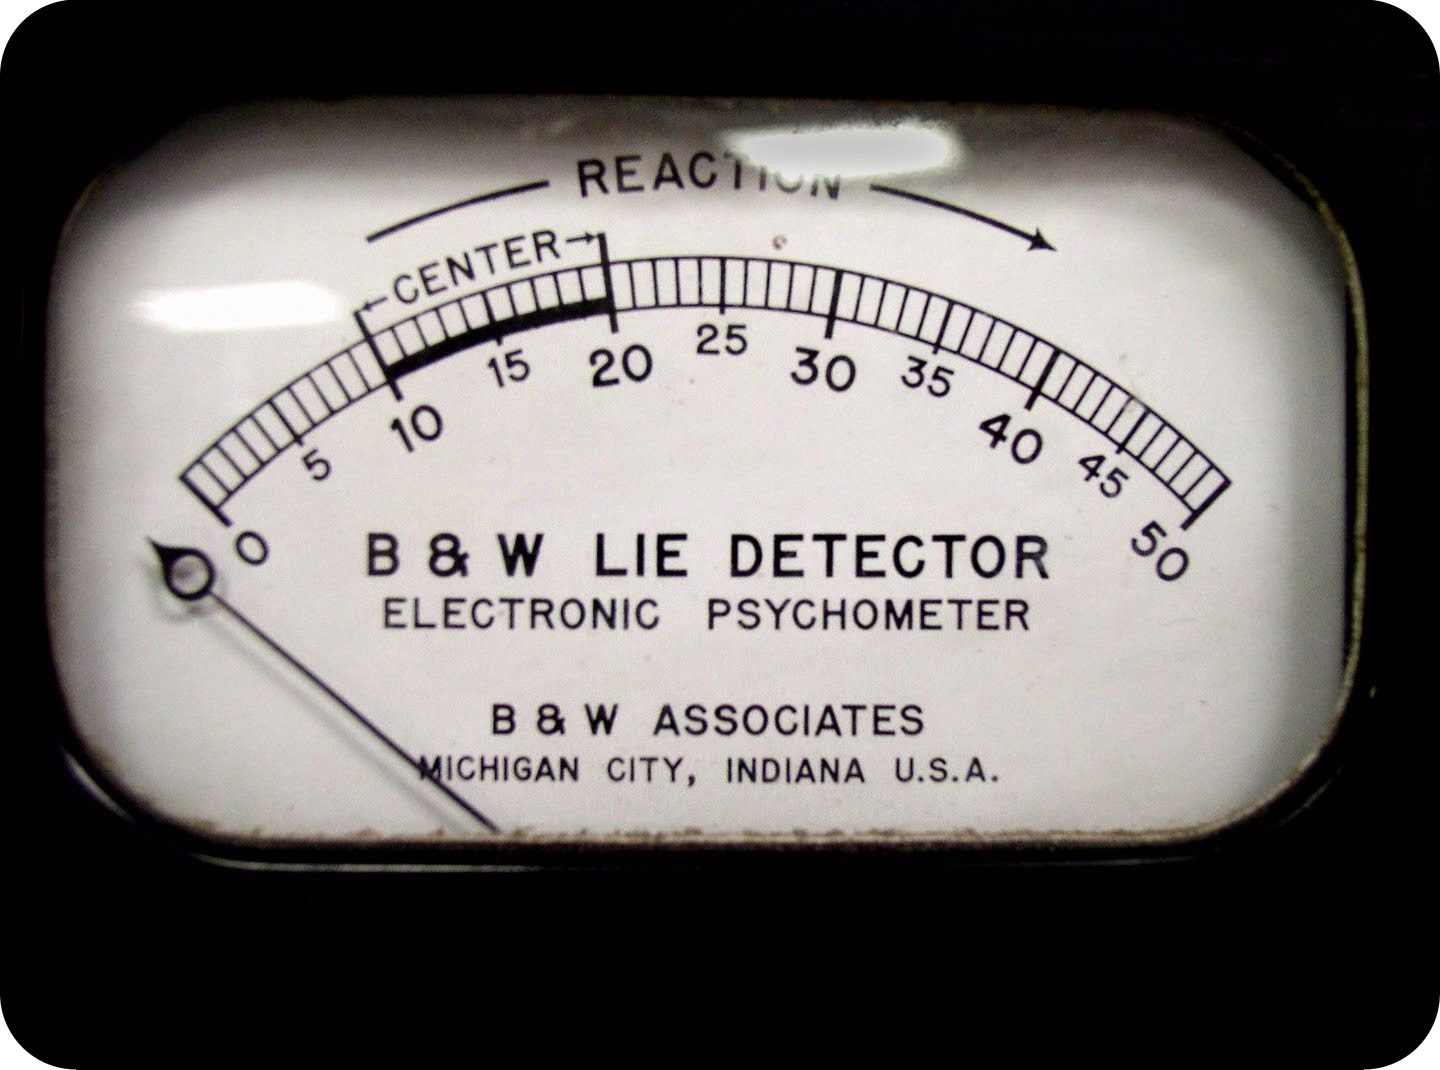 REACTION
←CENTER→
0 5 10 15 20 25 30 35 40 45 50
B & W LIE DETECTOR
ELECTRONIC PSYCHOMETER
B & W ASSOCIATES
MICHIGAN CITY, INDIANA U.S.A.